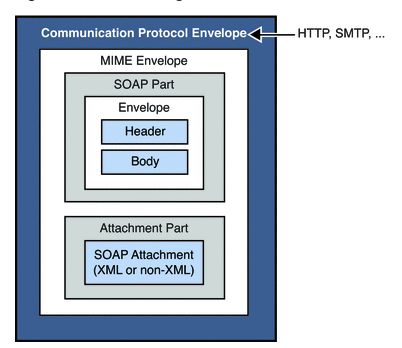 Communication Protocol Envelope
HTTP, SMTP, ...
MIME Envelope
SOAP Part
Envelope
Header
Body
Attachment Part
SOAP Attachment
(XML or non-XML)